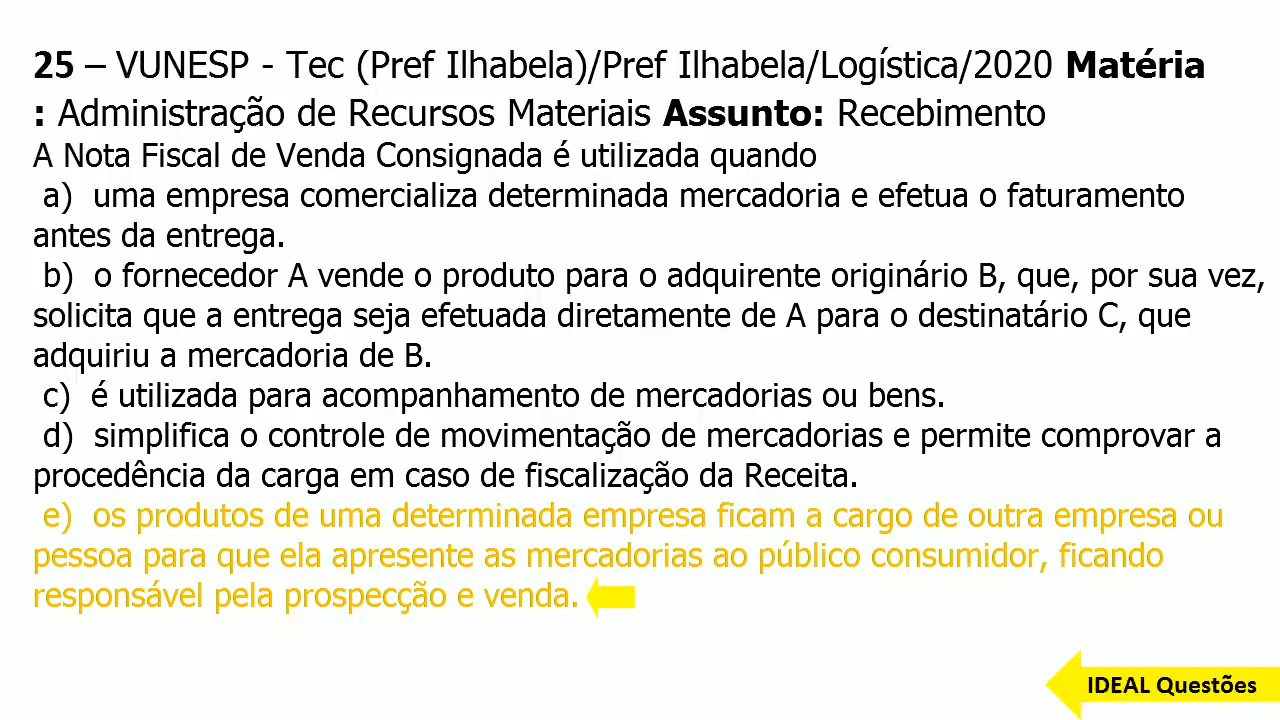 25 – VUNESP - Tec (Pref Ilhabela)/Pref Ilhabela/Logística/2020 Matéria
: Administração de Recursos Materiais Assunto: Recebimento
A Nota Fiscal de Venda Consignada é utilizada quando
a) uma empresa comercializa determinada mercadoria e efetua o faturamento
antes da entrega.
b) o fornecedor A vende o produto para o adquirente originário B, que, por sua vez,
solicita que a entrega seja efetuada diretamente de A para o destinatário C, que
adquiriu a mercadoria de B.
c) é utilizada para acompanhamento de mercadorias ou bens.
d) simplifica o controle de movimentação de mercadorias e permite comprovar a
procedência da carga em caso de fiscalização da Receita.
e) os produtos de uma determinada empresa ficam a cargo de outra empresa ou
pessoa para que ela apresente as mercadorias ao público consumidor, ficando
responsável pela prospecção e venda.
IDEAL Questões